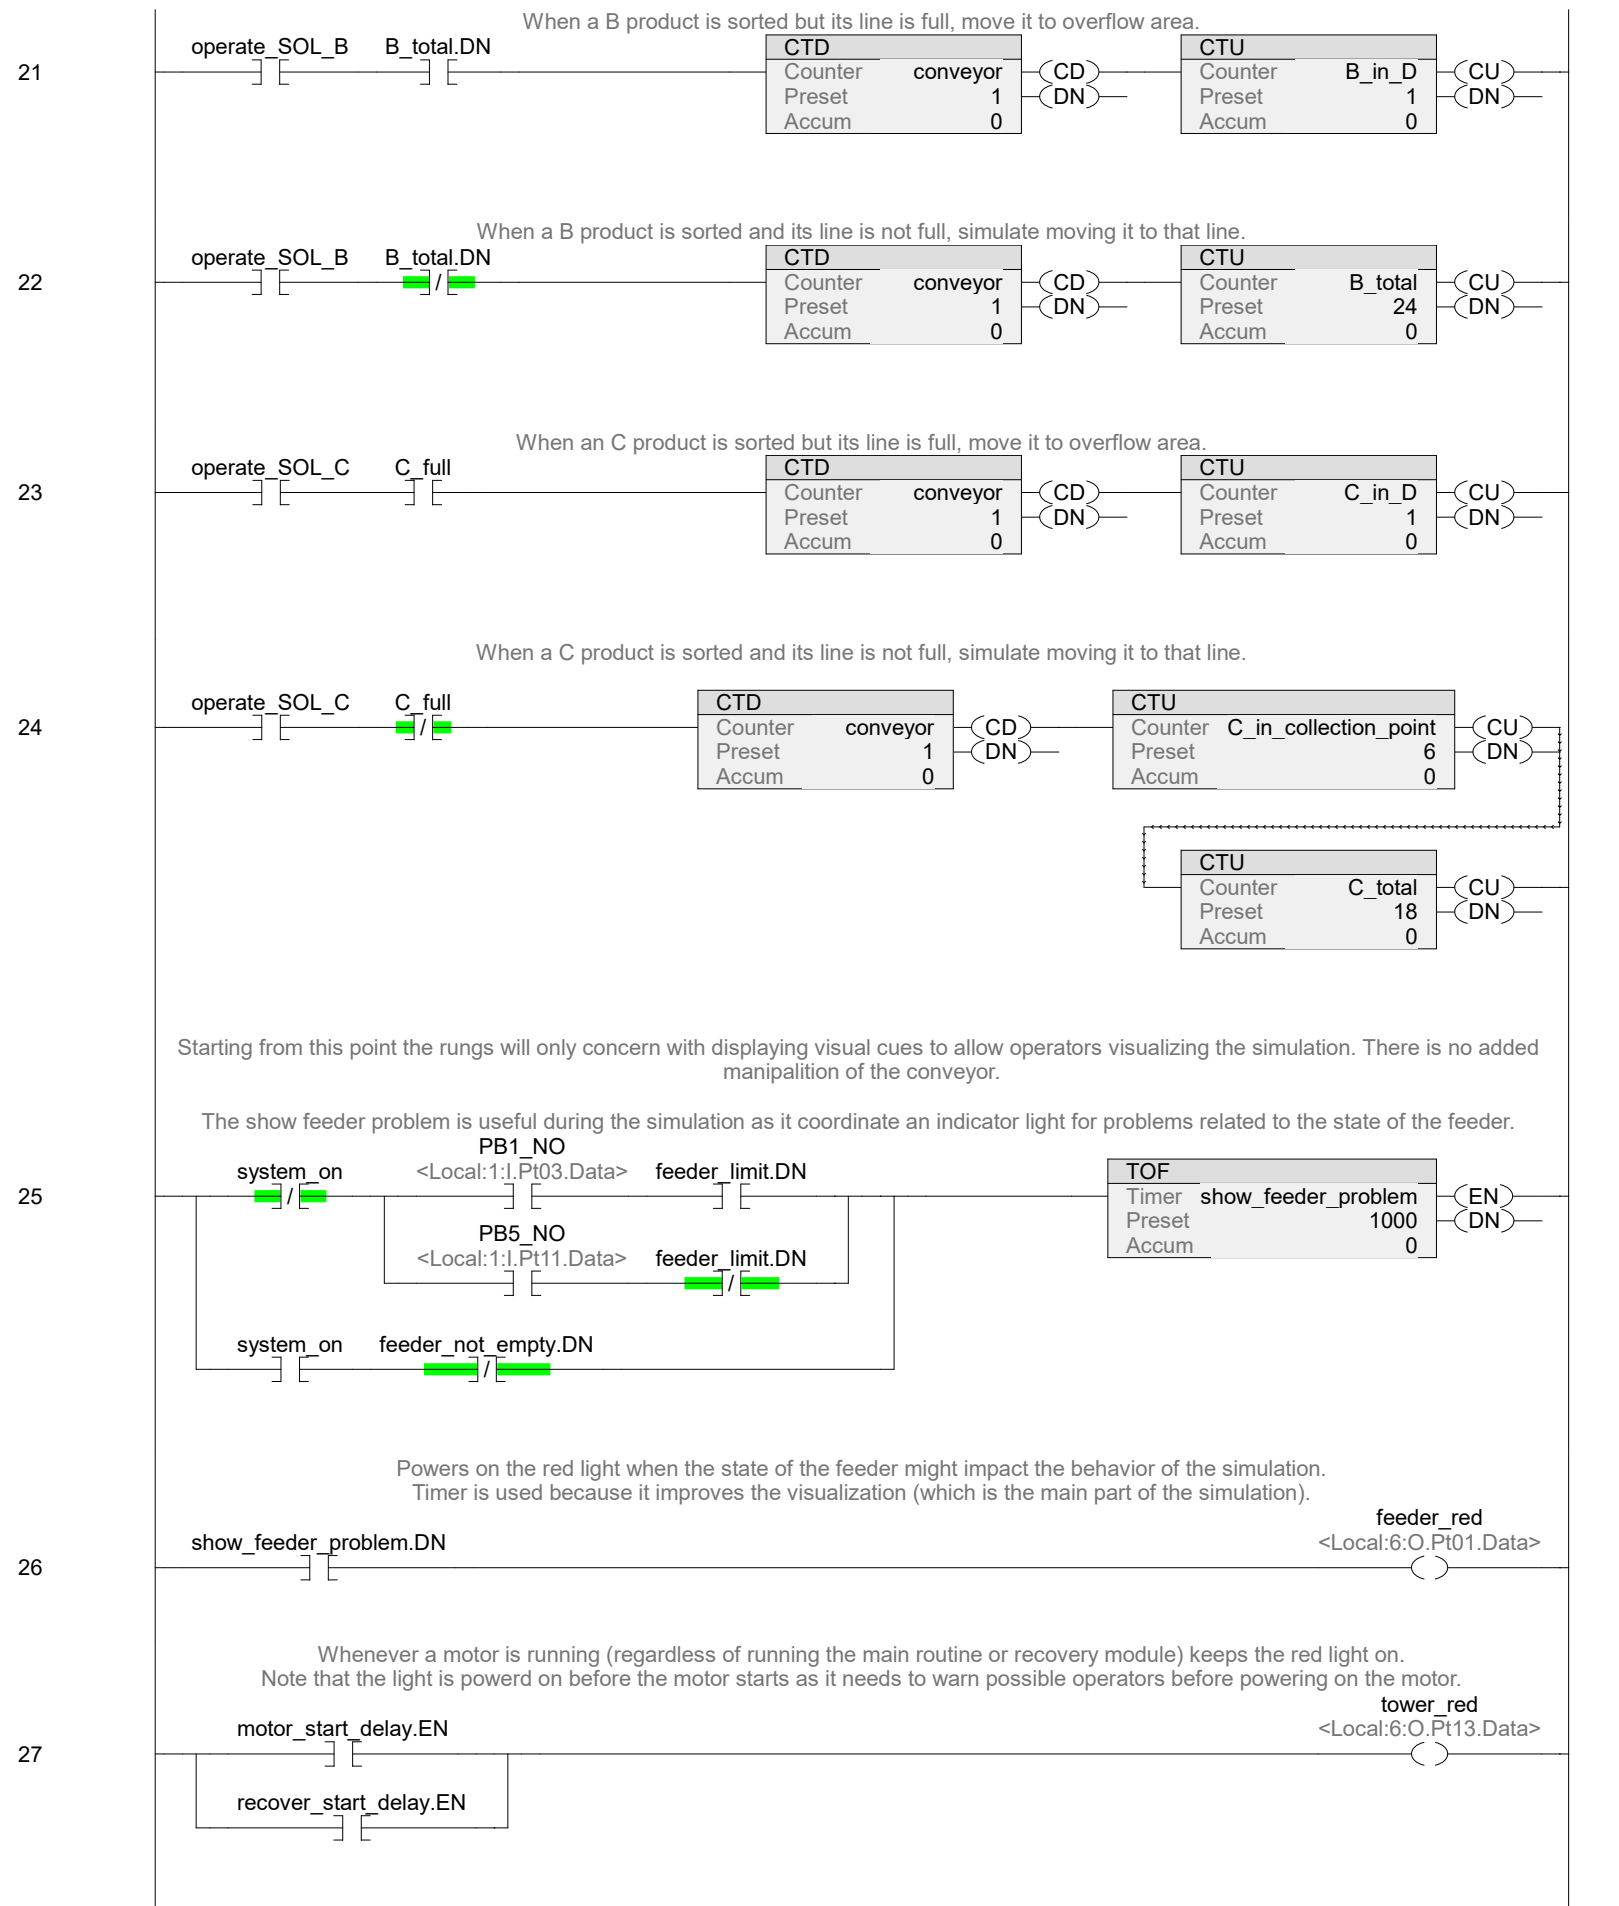 When a B product is sorted but its line is full, move it to overflow area.
operate_SOL_B B_total.DN CTD CTU
21 Counter conveyor CD Counter B_in_D CU
Preset 1 DN Preset 1 DN
Accum 0 Accum 0
When a B product is sorted and its line is not full, simulate moving it to that line.
operate_SOL_B B_total.DN CTD CTU
22 / Counter conveyor CD Counter B_total CU
Preset 1 DN Preset 24 DN
Accum 0 Accum 0
When an C product is sorted but its line is full, move it to overflow area.
operate_SOL_C C_full CTD CTU
23 Counter conveyor CD Counter C_in_D CU
Preset 1 DN Preset 1 DN
Accum 0 Accum 0
When a C product is sorted and its line is not full, simulate moving it to that line.
operate_SOL_C C_full CTD CTU
24 / Counter conveyor CD Counter C_in_collection_point CU
Preset 1 DN Preset 6 DN
Accum 0 Accum 0
CTU
Counter C_total CU
Preset 18 DN
Accum 0
Starting from this point the rungs will only concern with displaying visual cues to allow operators visualizing the simulation. There is no added
manipalition of the conveyor.
The show feeder problem is useful during the simulation as it coordinate an indicator light for problems related to the state of the feeder.
PB1_NO
system_on <Local:1:I.Pt03.Data> feeder_limit.DN TOF
25 / Timer show_feeder_problem EN
Preset 1000 DN
Accum 0
PB5_NO
<Local:1:I.Pt11.Data> feeder_limit.DN
/
system_on feeder_not_empty.DN
/
Powers on the red light when the state of the feeder might impact the behavior of the simulation.
Timer is used because it improves the visualization (which is the main part of the simulation).
feeder_red
show_feeder_problem.DN <Local:6:O.Pt01.Data>
26
Whenever a motor is running (regardless of running the main routine or recovery module) keeps the red light on.
Note that the light is powerd on before the motor starts as it needs to warn possible operators before powering on the motor.
tower_red
motor_start_delay.EN <Local:6:O.Pt13.Data>
27
recover_start_delay.EN